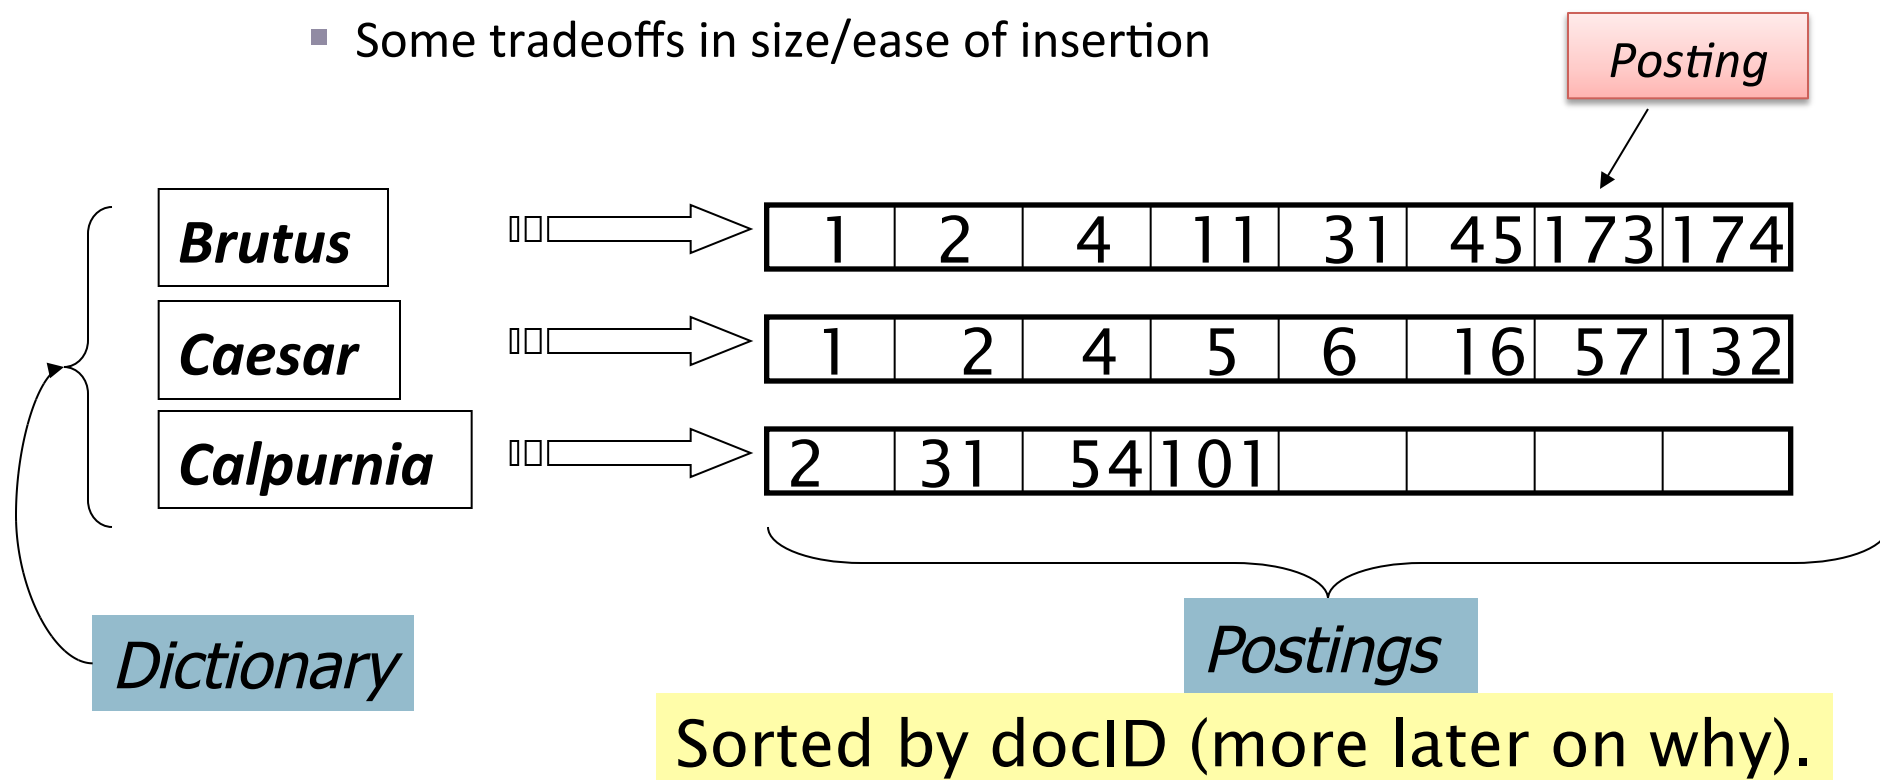 Some tradeoffs in size/ease of insertion
Posting
Brutus 1 2 4 11 31 45 173 174
Caesar 1 2 4 5 6 16 57 132
Calpurnia 2 31 54 101
Dictionary
Postings
Sorted by docID (more later on why).